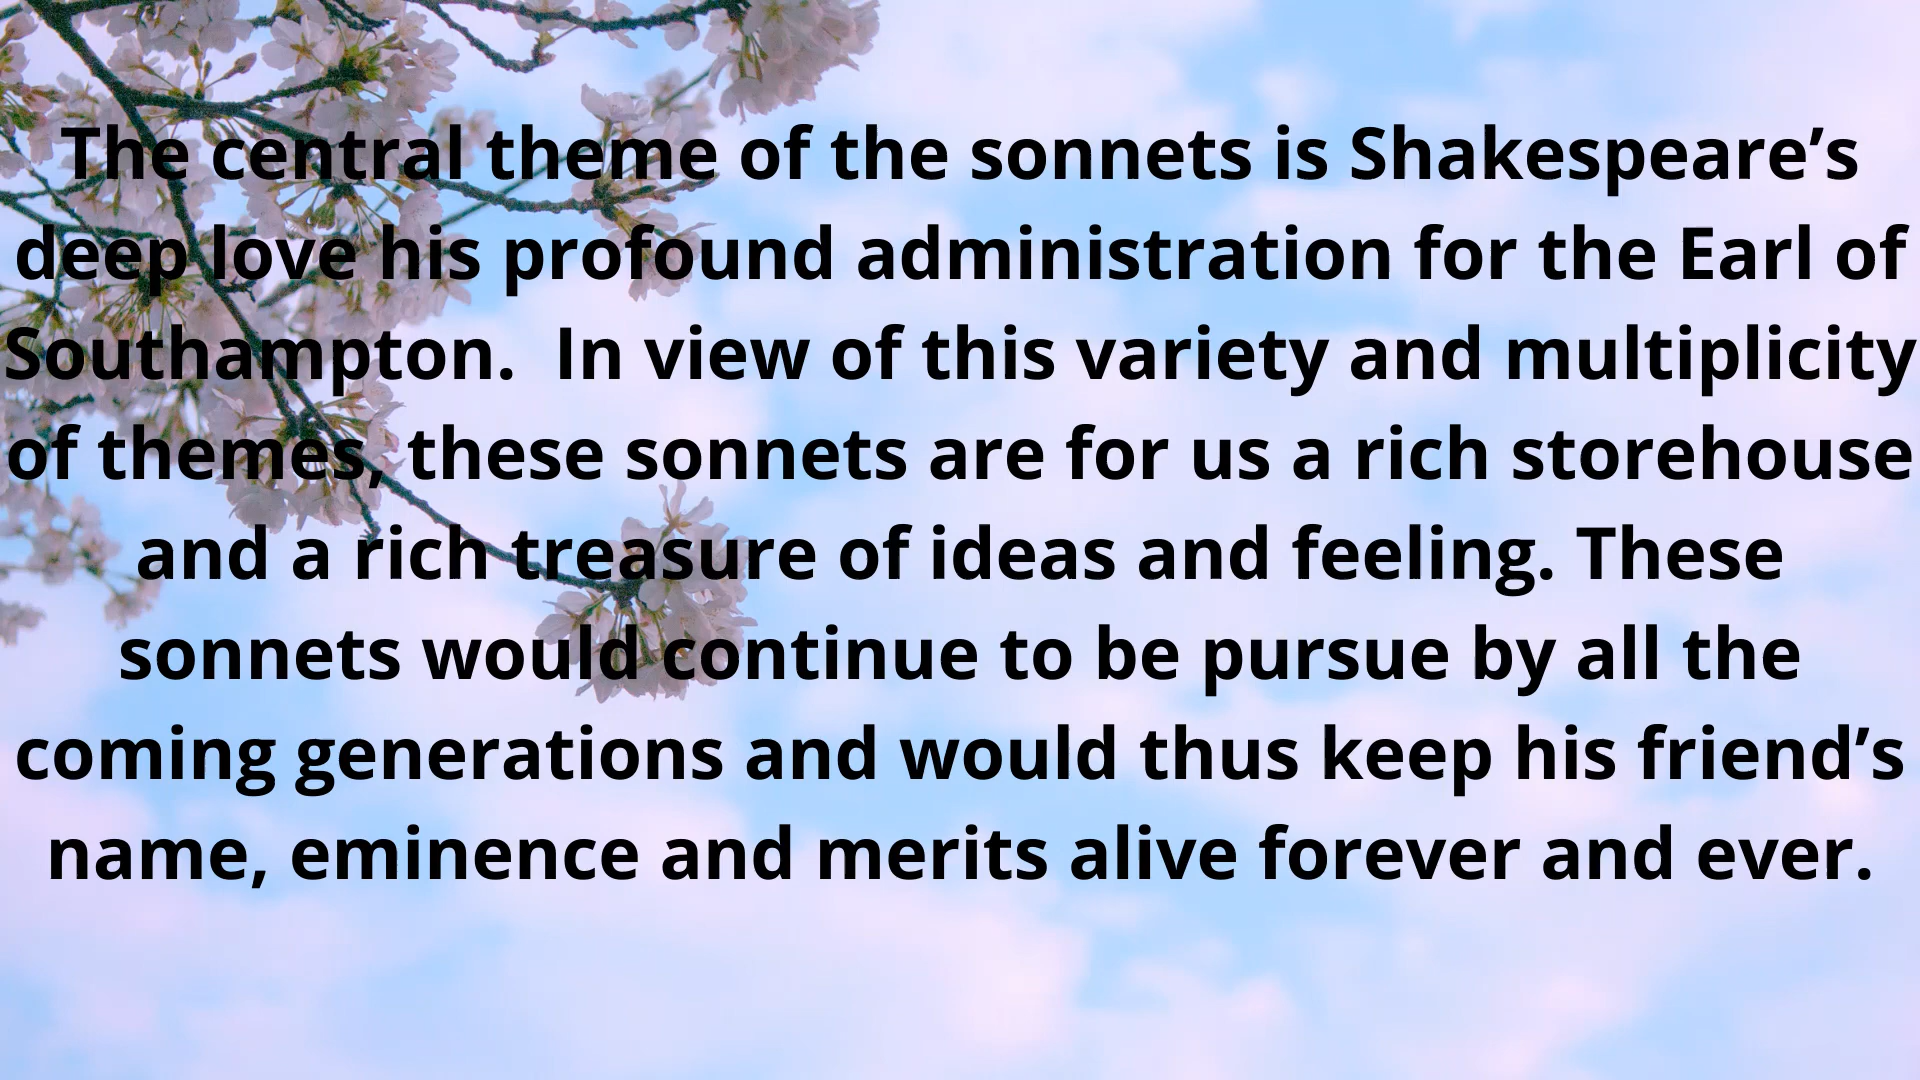 The central theme of the sonnets is Shakespeare’s
deep love his profound administration for the Earl of
Southampton.  In view of this variety and multiplicity
of themes, these sonnets are for us a rich storehouse
and a rich treasure of ideas and feeling. These
sonnets would continue to be pursue by all the
coming generations and would thus keep his friend’s
name, eminence and merits alive forever and ever.